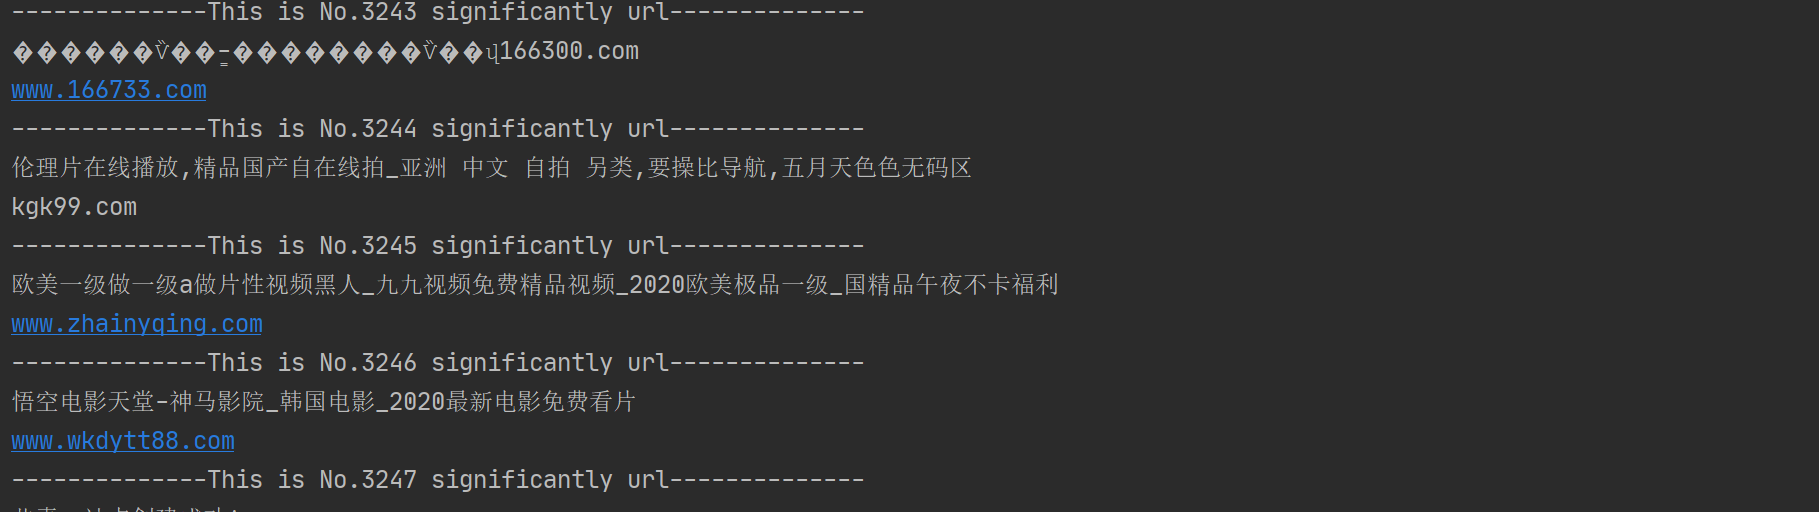 --------------This is No.3243 significantly url--------------
166300.com
www.166733.com
--------------This is No.3244 significantly url--------------
伦理片在线播放,精品国产自在线拍_亚洲 中文 自拍 另类,要操比导航,五月天色色无码区
kgk99.com
--------------This is No.3245 significantly url--------------
欧美一级做一级a做片性视频黑人_九九视频免费精品视频_2020欧美极品一级_国精品午夜不卡福利
www.zhainyqing.com
--------------This is No.3246 significantly url--------------
悟空电影天堂-神马影院_韩国电影_2020最新电影免费看片
www.wkdytt88.com
--------------This is No.3247 significantly url--------------